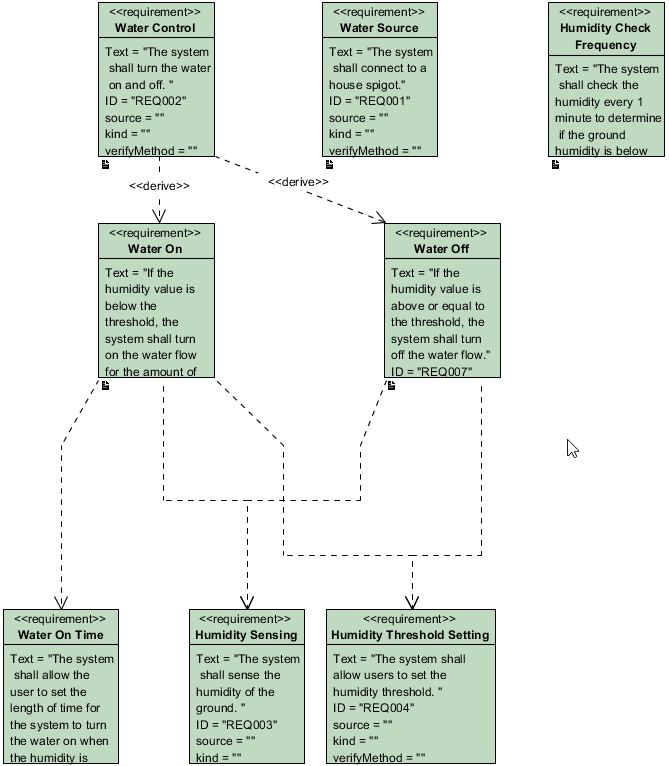 <<requirement>>
Water Control
Text = "The system
shall turn the water
on and off. "
ID = "REQ002"
source = ""
kind = ""
verifyMethod = ""
<<requirement>>
Water Source
Text = "The system
shall connect to a
house spigot."
ID = "REQ001"
source = ""
kind = ""
verifyMethod = ""
<<requirement>>
Humidity Check
Frequency
Text = "The system
shall check the
humidity every 1
minute to determine
if the ground
humidity is below
<<derive>>
<<derive>>
<<requirement>>
Water On
Text = "If the
humidity value is
below the
threshold, the
system shall turn
on the water flow
for the amount of
<<requirement>>
Water Off
Text = "If the
humidity value is
above or equal to
the threshold, the
system shall turn
off the water flow."
ID = "REQ007"
<<requirement>>
Water On Time
Text = "The system
shall allow the
user to set the
length of time for
the system to turn
the water on when
the humidity is
<<requirement>>
Humidity Sensing
Text = "The system
shall sense the
humidity of the
ground. "
ID = "REQ003"
source = ""
kind = ""
<<requirement>>
Humidity Threshold Setting
Text = "The system shall
allow users to set the
humidity threshold. "
ID = "REQ004"
source = ""
kind = ""
verifyMethod = ""